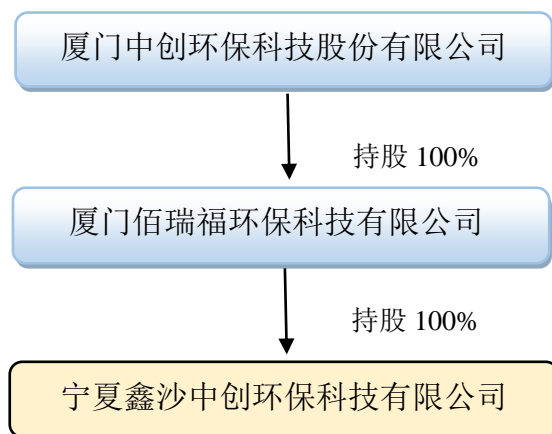 厦门中创环保科技股份有限公司
持股 100%
厦门佰瑞福环保科技有限公司
持股 100%
宁夏鑫沙中创环保科技有限公司